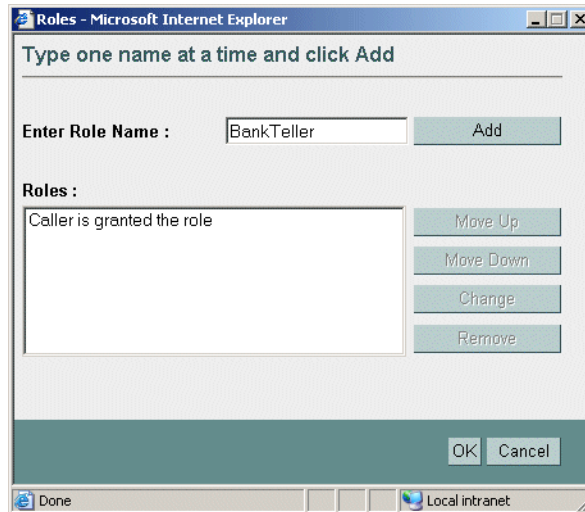 Roles - Microsoft Internet Explorer
Type one name at a time and click Add
Enter Role Name : BankTeller Add
Roles :
Caller is granted the role
Move Up
Move Down
Change
Remove
OK Cancel
Done Local intranet